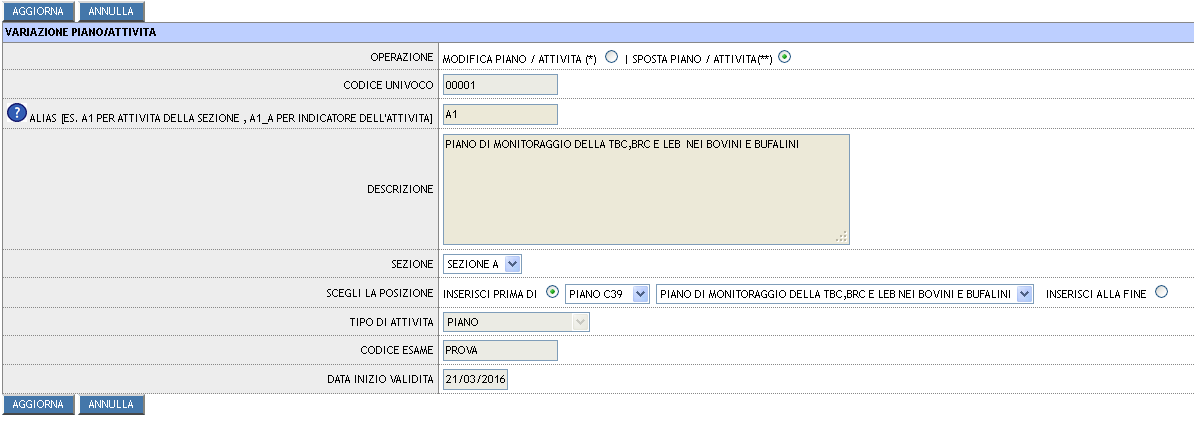 AGGIORNA ANNULLA
VARIAZIONE PIANO/ATTIVITA
OPERAZIONE MODIFICA PIANO / ATTIVITA (*) | SPOSTA PIANO / ATTIVITA(**)
CODICE UNIVOCO 00001
? ALIAS [ES. A1 PER ATTIVITA DELLA SEZIONE , A1_A PER INDICATORE DELL'ATTIVITA] A1
PIANO DI MONITORAGGIO DELLA TBC,BRC E LEB NEI BOVINI E BUFALINI
DESCRIZIONE
SEZIONE SEZIONE A
SCEGLI LA POSIZIONE INSERISCI PRIMA DI PIANO C39 PIANO DI MONITORAGGIO DELLA TBC,BRC E LEB NEI BOVINI E BUFALINI INSERISCI ALLA FINE
TIPO DI ATTIVITA PIANO
CODICE ESAME PROVA
DATA INIZIO VALIDITA 21/03/2016
AGGIORNA ANNULLA